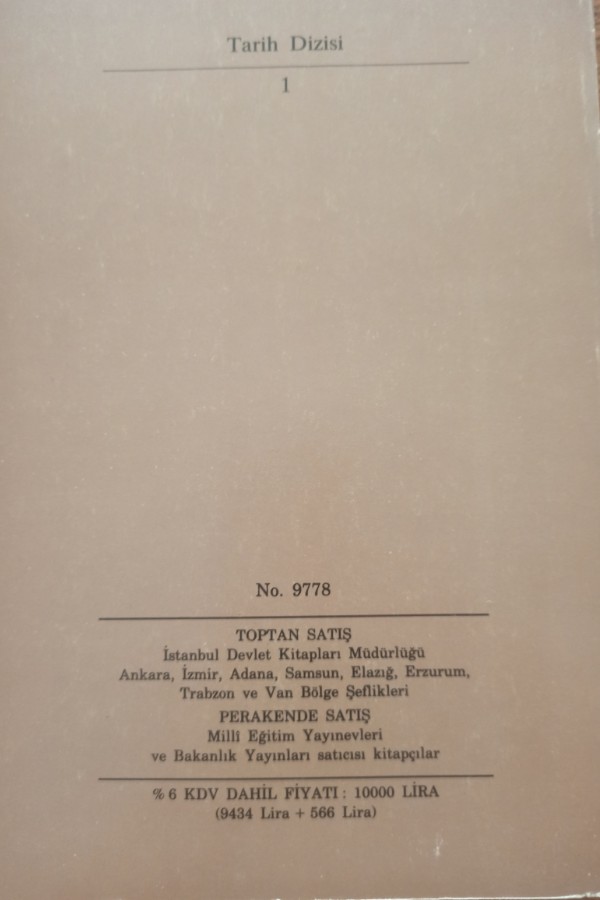 Tarih Dizisi
1
No. 9778
TOPTAN SATIŞ
İstanbul Devlet Kitapları Müdürlüğü
Ankara, İzmir, Adana, Samsun, Elazığ, Erzurum,
Trabzon ve Van Bölge Şeflikleri
PERAKENDE SATIŞ
Millî Eğitim Yayınevleri
ve Bakanlık Yayınları satıcısı kitapçılar
% 6 KDV DAHİL FİYATI : 10000 LİRA
(9434 Lira + 566 Lira)